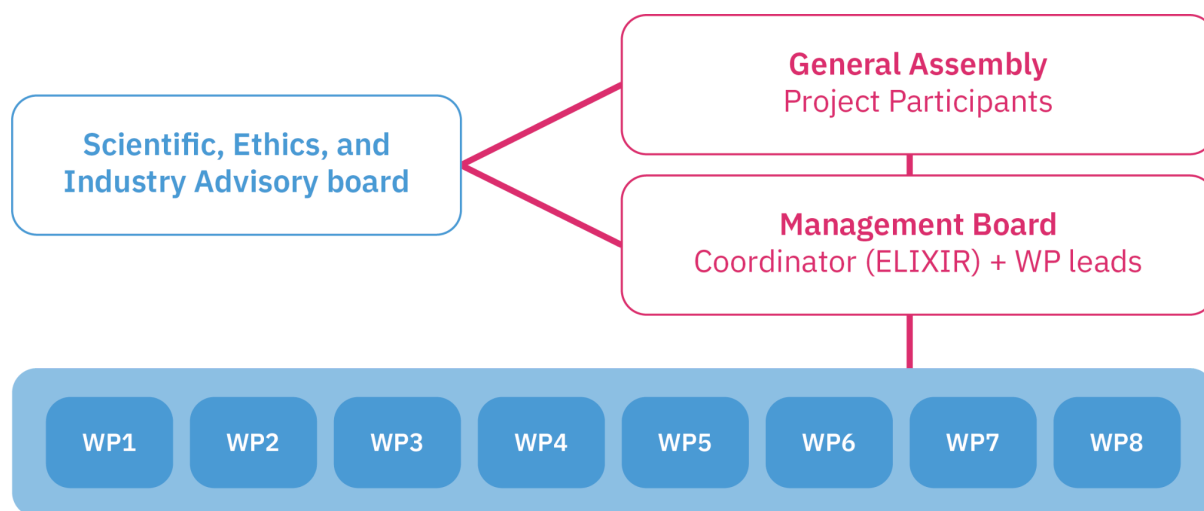 General Assembly
Project Participants
Scientific, Ethics, and
Industry Advisory board
Management Board
Coordinator (ELIXIR) + WP leads
WP1
WP2
WP3
WP4
WP5
WP6
WP7
WP8